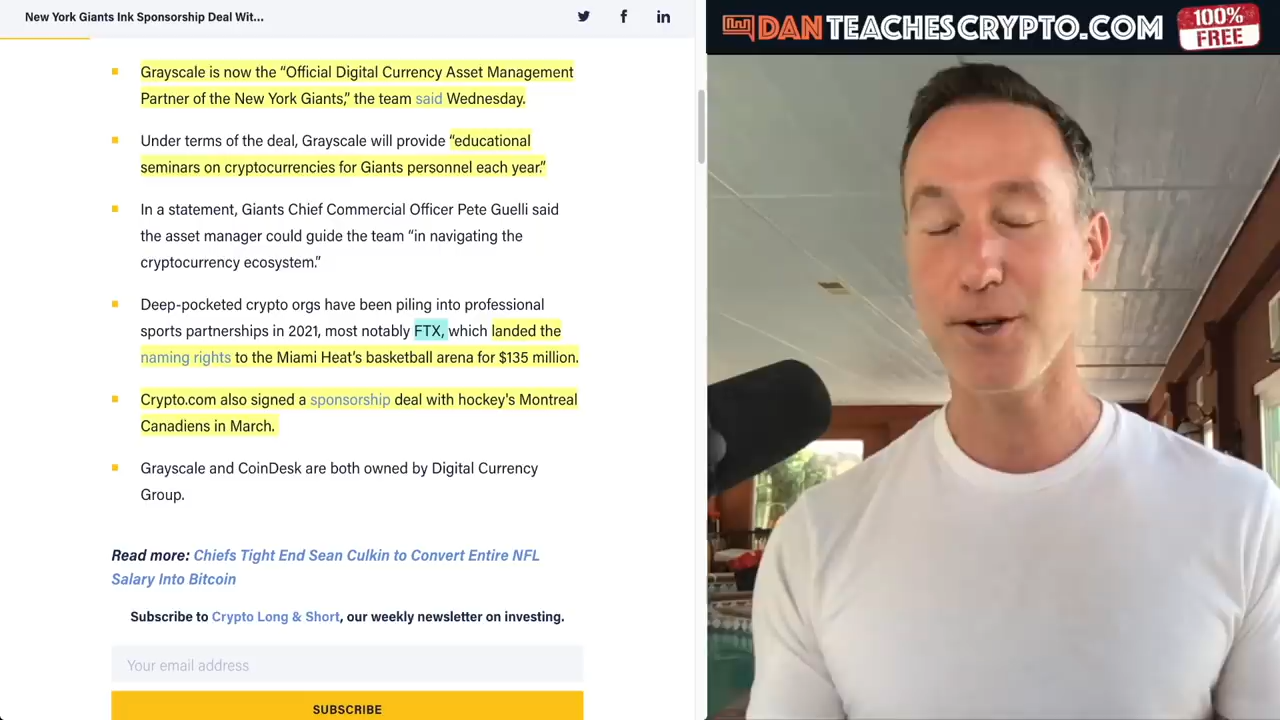 New York Giants Ink Sponsorship Deal Wit...
DANTEACHESCRYPTO.COM
100%
FREE
Grayscale is now the “Official Digital Currency Asset Management
Partner of the New York Giants,” the team said Wednesday.
Under terms of the deal, Grayscale will provide “educational
seminars on cryptocurrencies for Giants personnel each year.”
In a statement, Giants Chief Commercial Officer Pete Guelli said
the asset manager could guide the team “in navigating the
cryptocurrency ecosystem.”
Deep-pocketed crypto orgs have been piling into professional
sports partnerships in 2021, most notably FTX, which landed the
naming rights to the Miami Heat’s basketball arena for $135 million.
Crypto.com also signed a sponsorship deal with hockey's Montreal
Canadiens in March.
Grayscale and CoinDesk are both owned by Digital Currency
Group.
Read more: Chiefs Tight End Sean Culkin to Convert Entire NFL
Salary Into Bitcoin
Subscribe to Crypto Long & Short, our weekly newsletter on investing.
Your email address
SUBSCRIBE